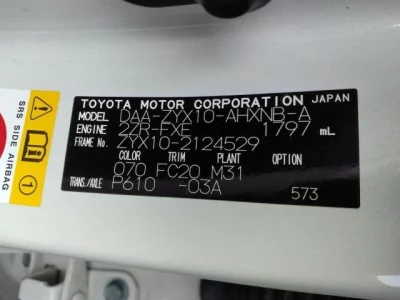 TOYOTA MOTOR CORPORATION JAPAN
MODEL DAA-ZYX10-AHXNB-A
ENGINE 2ZR-FXE 1797 mL
FRAME No. ZYX10-2124529
COLOR TRIM PLANT OPTION
070 FC20 M31
TRANS./AXLE P610 -03A 573
SRS SIDE AIRBAG
1